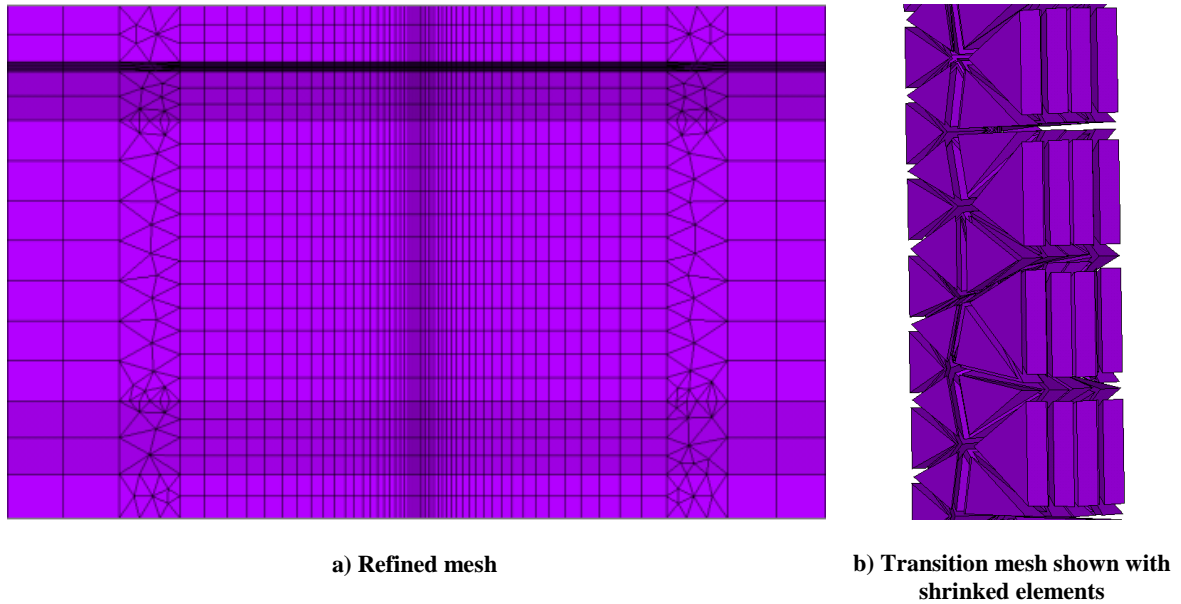 a) Refined mesh
b) Transition mesh shown with
shrinked elements